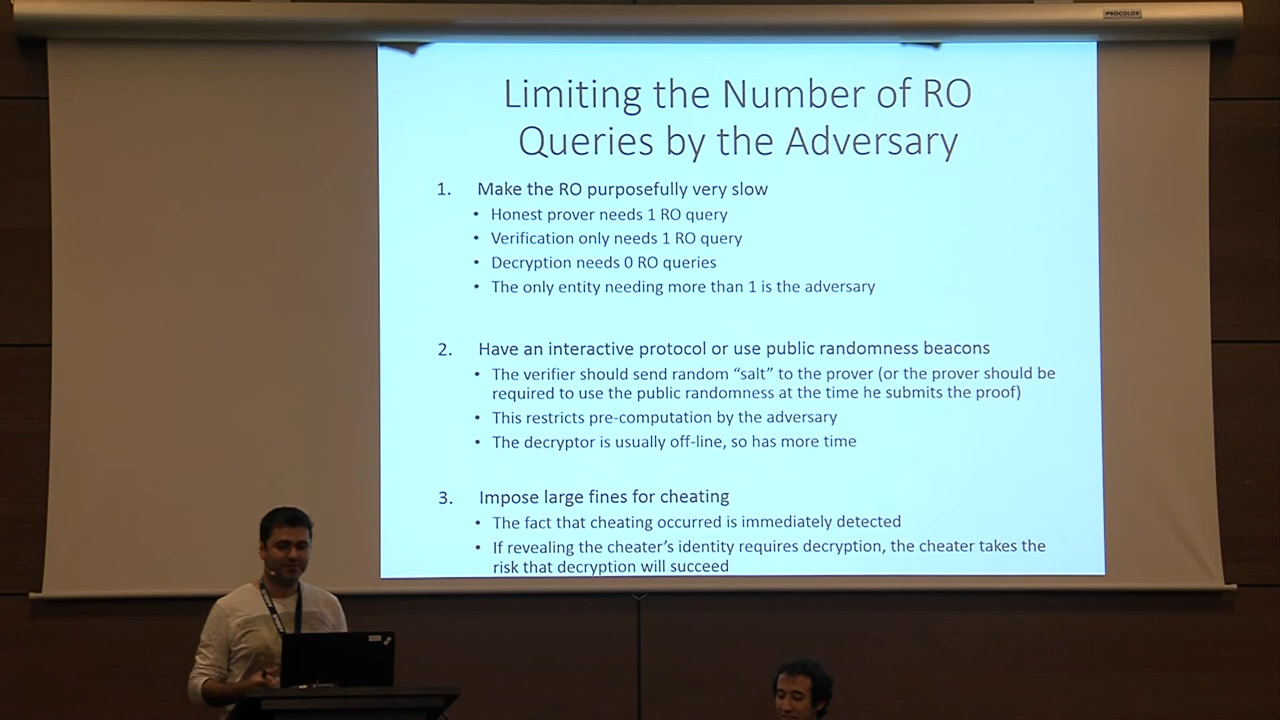 PROCOLOR
Limiting the Number of RO
Queries by the Adversary
1. Make the RO purposefully very slow
• Honest prover needs 1 RO query
• Verification only needs 1 RO query
• Decryption needs 0 RO queries
• The only entity needing more than 1 is the adversary
2. Have an interactive protocol or use public randomness beacons
• The verifier should send random “salt” to the prover (or the prover should be
required to use the public randomness at the time he submits the proof)
• This restricts pre-computation by the adversary
• The decryptor is usually off-line, so has more time
3. Impose large fines for cheating
• The fact that cheating occurred is immediately detected
• If revealing the cheater’s identity requires decryption, the cheater takes the
risk that decryption will succeed